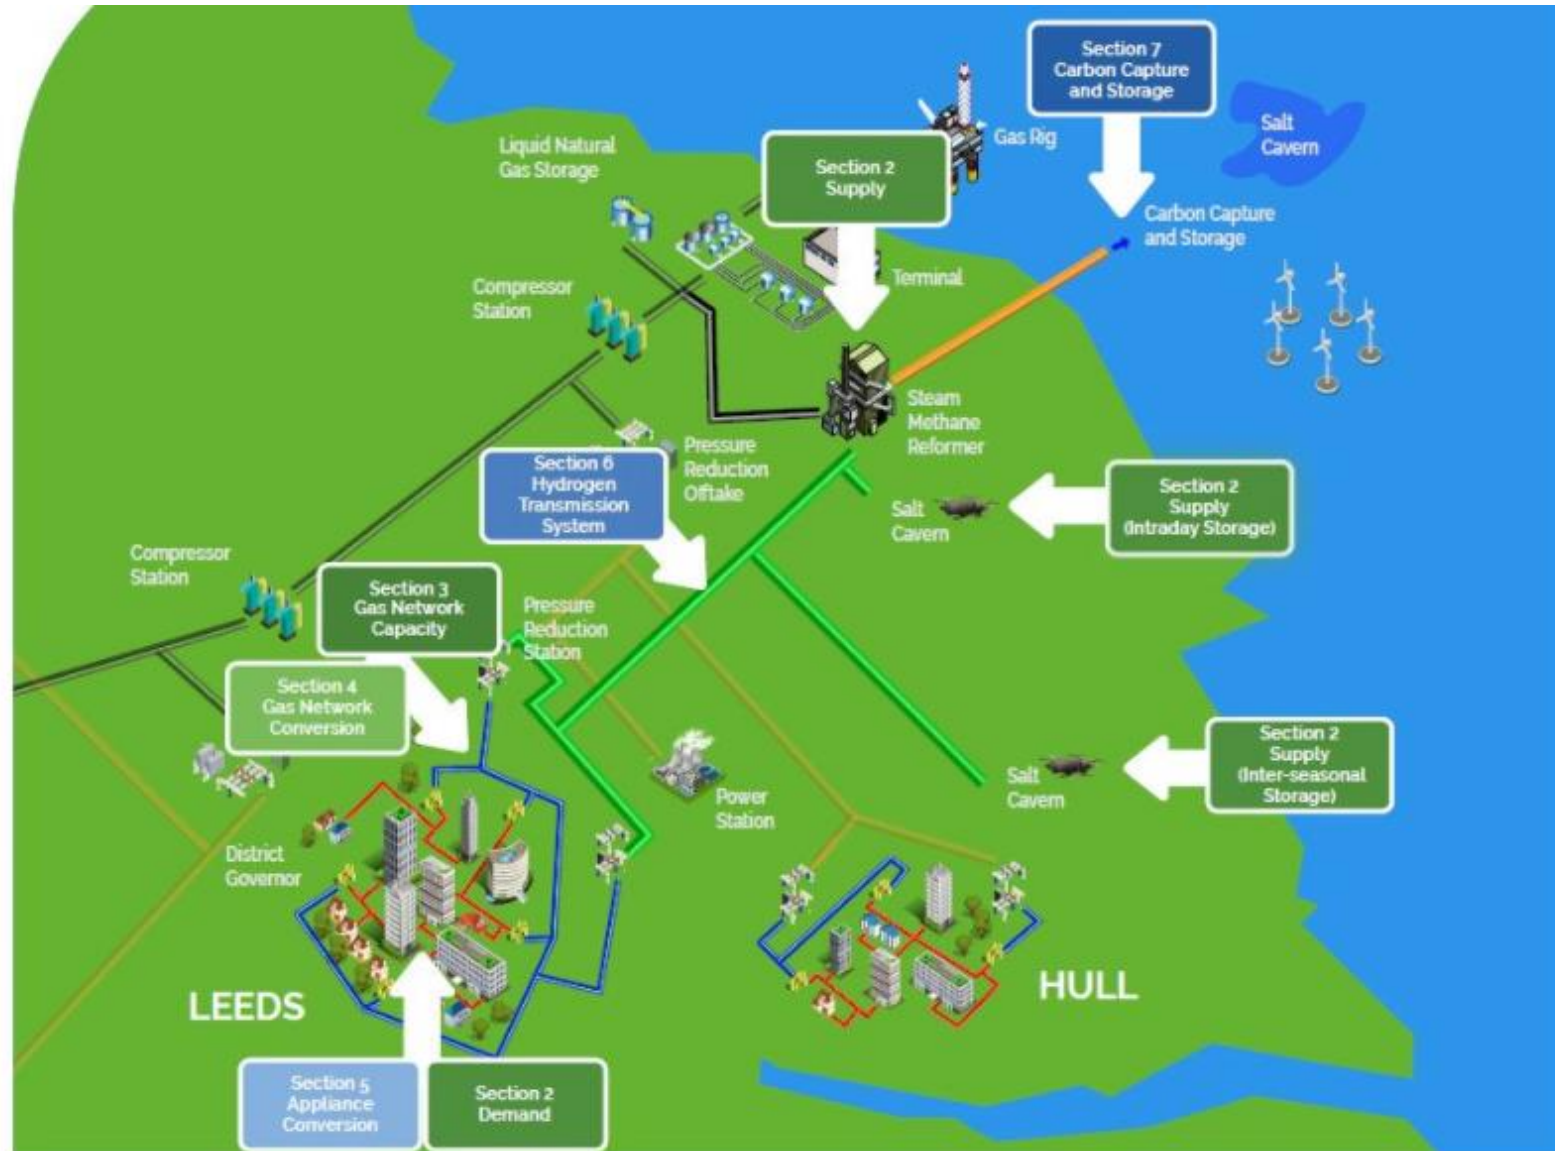 Section 7
Carbon Capture
and Storage
Salt
Cavern
Gas Rig
Liquid Natural
Gas Storage
Section 2
Supply
Carbon Capture
and Storage
Terminal
Compressor
Station
Steam
Methane
Reformer
Pressure
Reduction
Offtake
Section 6
Hydrogen
Transmission
System
Section 2
Supply
(Intraday Storage)
Salt
Cavern
Compressor
Station
Section 3
Gas Network
Capacity
Pressure
Reduction
Station
Section 4
Gas Network
Conversion
Section 2
Supply
(Inter-seasonal
Storage)
Salt
Cavern
Power
Station
District
Governor
LEEDS
HULL
Section 5
Appliance
Conversion
Section 2
Demand